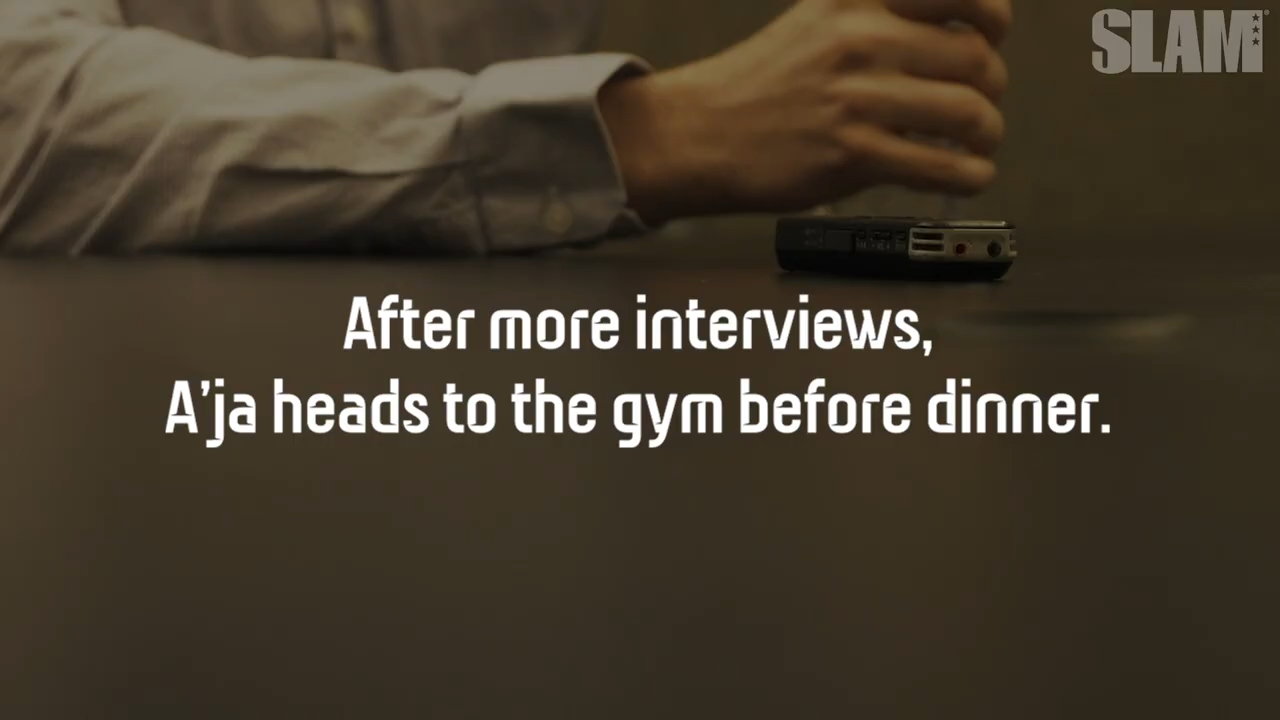 SLAM
After more interviews,
A'ja heads to the gym before dinner.